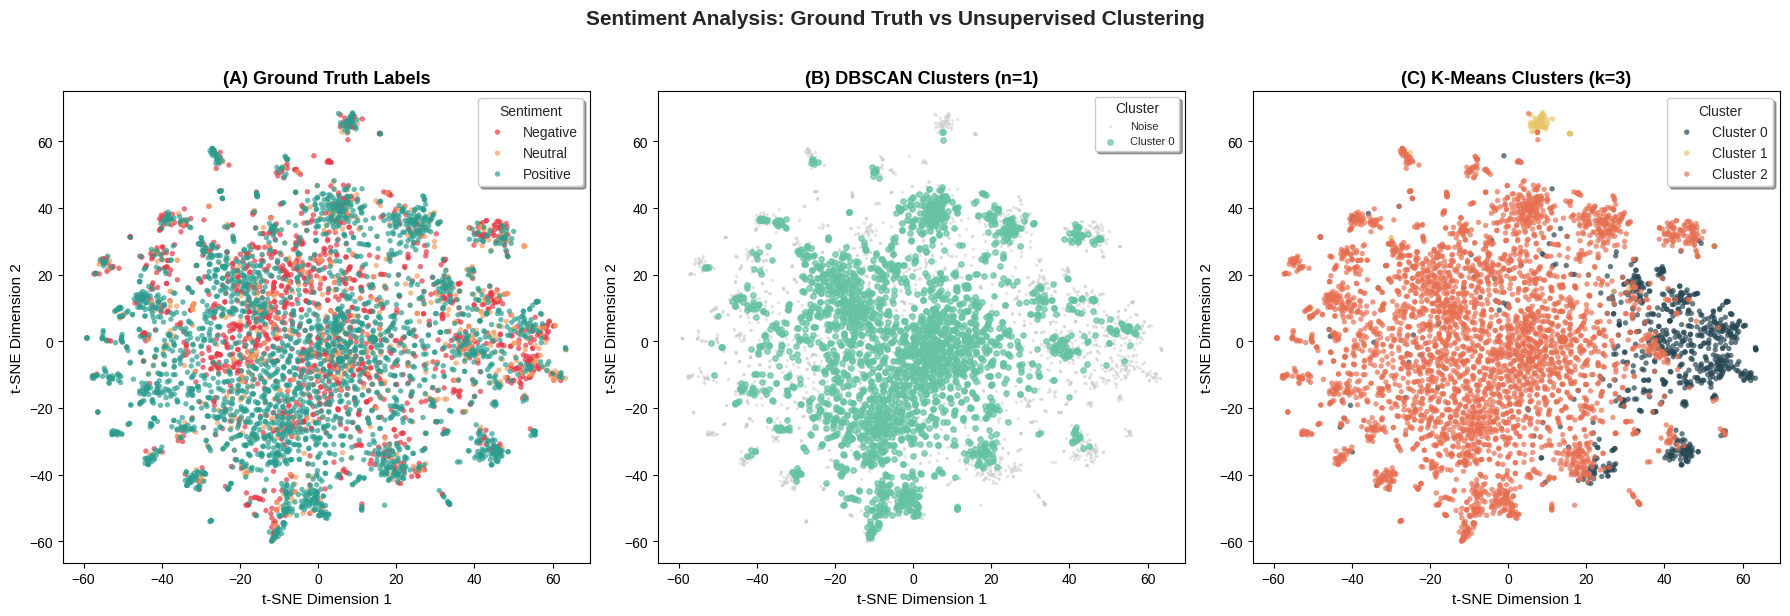 Sentiment Analysis: Ground Truth vs Unsupervised Clustering
(A) Ground Truth Labels
Sentiment
Negative
Neutral
Positive
60
40
20
0
−20
−40
−60
t-SNE Dimension 2
−60 −40 −20 0 20 40 60
t-SNE Dimension 1
(B) DBSCAN Clusters (n=1)
Cluster
Noise
Cluster 0
60
40
20
0
−20
−40
−60
t-SNE Dimension 2
−60 −40 −20 0 20 40 60
t-SNE Dimension 1
(C) K-Means Clusters (k=3)
Cluster
Cluster 0
Cluster 1
Cluster 2
60
40
20
0
−20
−40
−60
t-SNE Dimension 2
−60 −40 −20 0 20 40 60
t-SNE Dimension 1